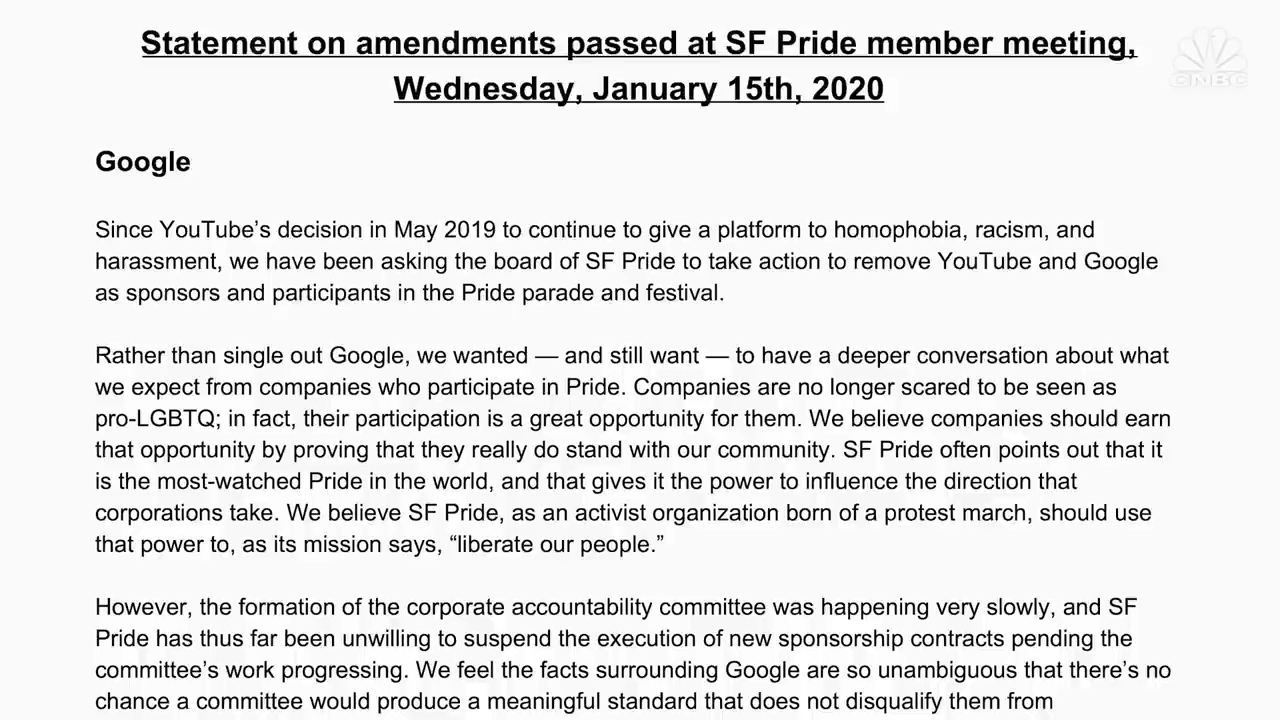 Statement on amendments passed at SF Pride member meeting,
Wednesday, January 15th, 2020
CNBC
Google
Since YouTube’s decision in May 2019 to continue to give a platform to homophobia, racism, and
harassment, we have been asking the board of SF Pride to take action to remove YouTube and Google
as sponsors and participants in the Pride parade and festival.
Rather than single out Google, we wanted — and still want — to have a deeper conversation about what
we expect from companies who participate in Pride. Companies are no longer scared to be seen as
pro-LGBTQ; in fact, their participation is a great opportunity for them. We believe companies should earn
that opportunity by proving that they really do stand with our community. SF Pride often points out that it
is the most-watched Pride in the world, and that gives it the power to influence the direction that
corporations take. We believe SF Pride, as an activist organization born of a protest march, should use
that power to, as its mission says, “liberate our people.”
However, the formation of the corporate accountability committee was happening very slowly, and SF
Pride has thus far been unwilling to suspend the execution of new sponsorship contracts pending the
committee’s work progressing. We feel the facts surrounding Google are so unambiguous that there’s no
chance a committee would produce a meaningful standard that does not disqualify them from